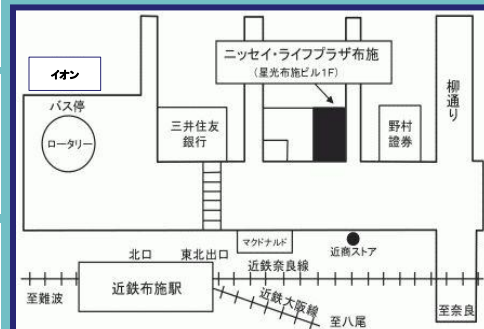 イオン
バス停
ロータリー
三井住友
銀行
ニッセイ・ライフプラザ布施
(星光布施ビル1F)
野村
證券
柳通り
マクドナルド
近商ストア
北口
東北出口
近鉄奈良線
近鉄布施駅
近鉄大阪線
至難波
至八尾
至奈良